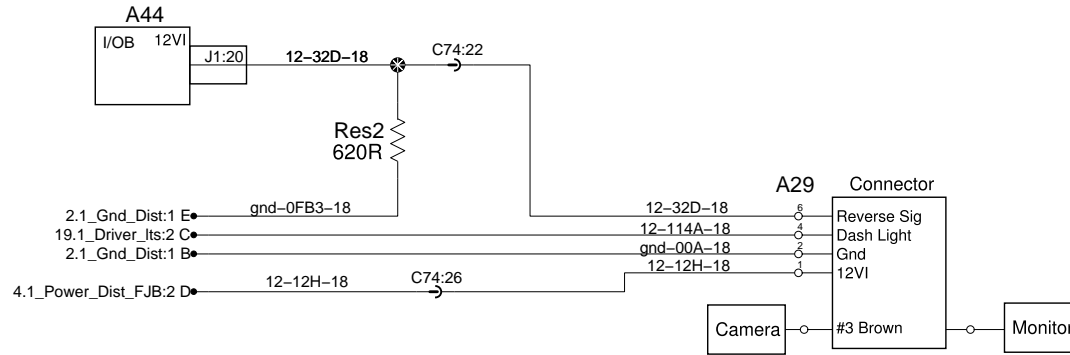 A44
I/OB 12VI
J1:20
12-32D-18
C74:22
Res2
620R
A29
Connector
2.1_Gnd_Dist:1 E
gnd-0FB3-18
12-32D-18
6
Reverse Sig
19.1_Driver_lts:2 C
12-114A-18
4
Dash Light
2.1_Gnd_Dist:1 B
gnd-00A-18
2
Gnd
12-12H-18
1
12VI
4.1_Power_Dist_FJB:2 D
12-12H-18
C74:26
Camera
#3 Brown
Monitor